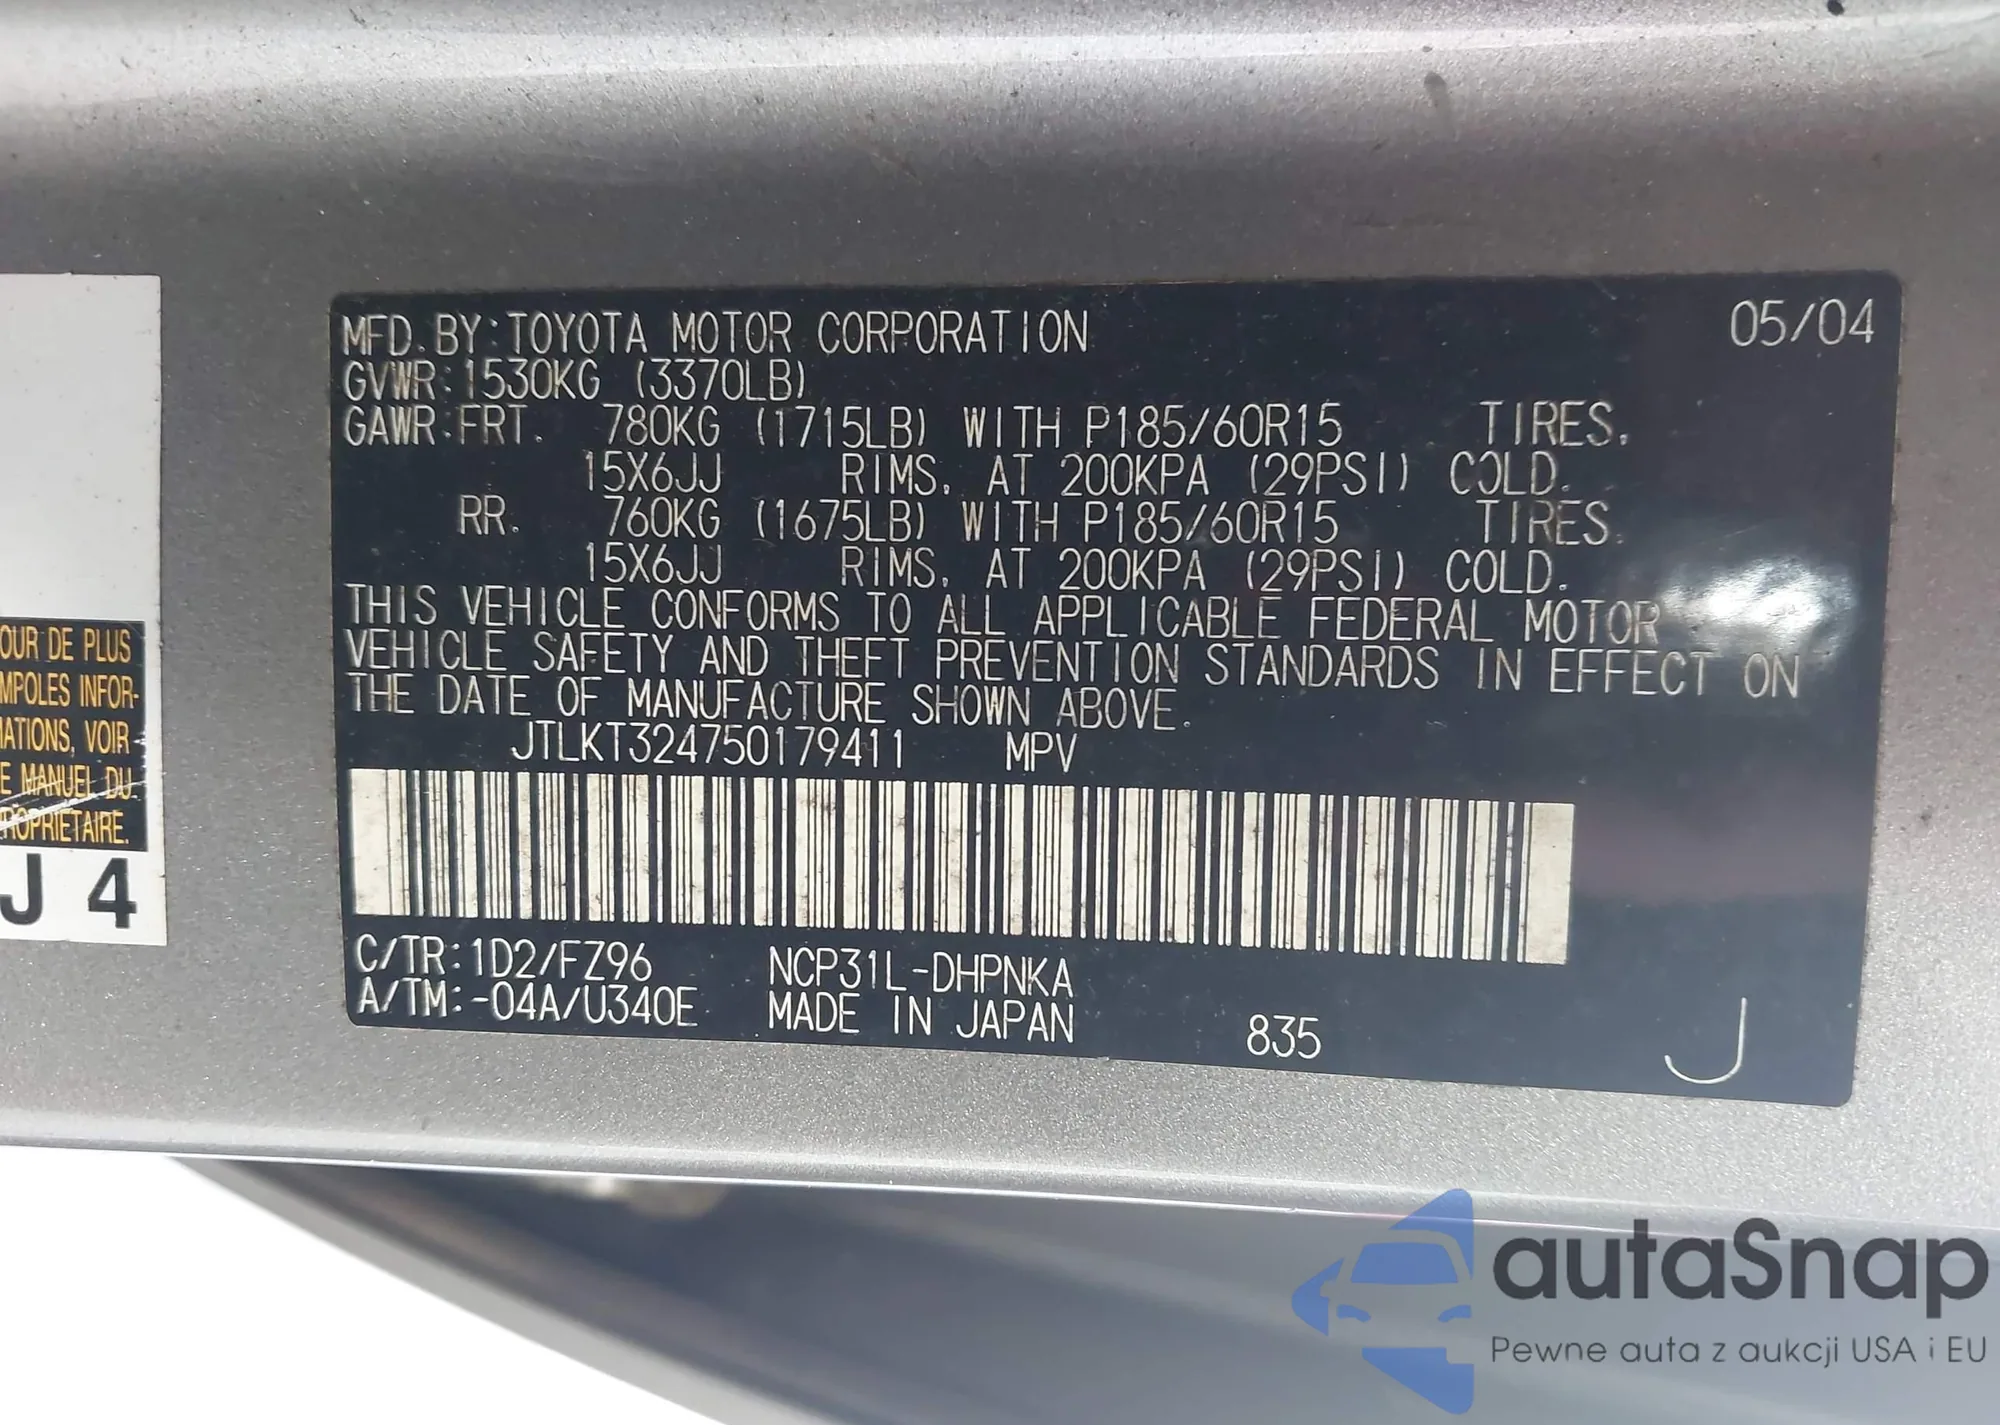 MFD. BY: TOYOTA MOTOR CORPORATION 05/04
GVWR: 1530KG (3370LB)
GAWR: FRT. 780KG (1715LB) WITH P185/60R15 TIRES.
15X6JJ RIMS. AT 200KPA (29PSI) COLD.
RR. 760KG (1675LB) WITH P185/60R15 TIRES.
15X6JJ RIMS. AT 200KPA (29PSI) COLD.
THIS VEHICLE CONFORMS TO ALL APPLICABLE FEDERAL MOTOR
VEHICLE SAFETY AND THEFT PREVENTION STANDARDS IN EFFECT ON
THE DATE OF MANUFACTURE SHOWN ABOVE.
JTLKT324750179411 MPV
C/TR: 1D2/FZ96 NCP31L-DHPNKA
A/TM: -04A/U340E MADE IN JAPAN 835 J
OUR DE PLUS
MPOLES INFOR-
ATIONS, VOIR
E MANUEL DU
ROPRIÉTAIRE.
J 4
autaSnap
Pewne auta z aukcji USA i EU